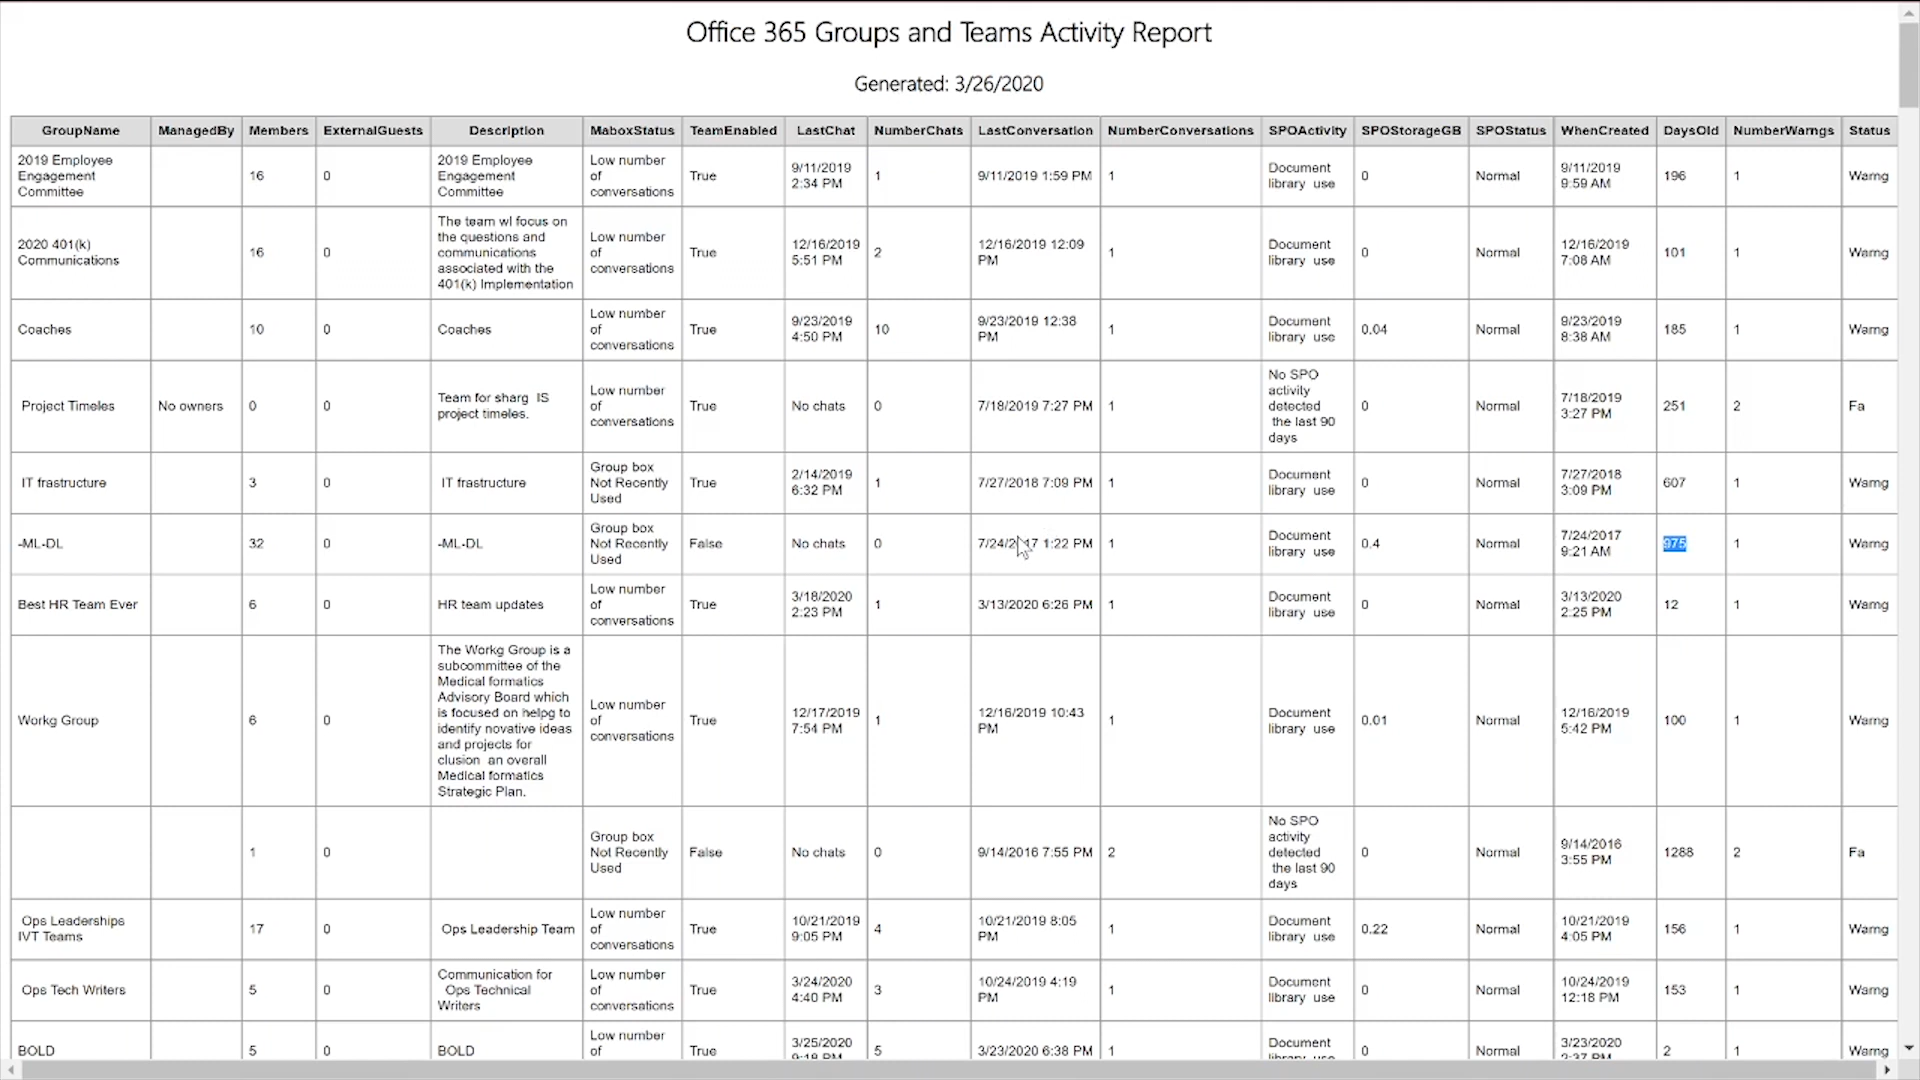 Office 365 Groups and Teams Activity Report
Generated: 3/26/2020
GroupName ManagedBy Members ExternalGuests Description MaboxStatus TeamEnabled LastChat NumberChats LastConversation NumberConversations SPOActivity SPOStorageGB SPOStatus WhenCreated DaysOld NumberWarngs Status
2019 Employee Engagement Committee 16 0 2019 Employee Engagement Committee Low number of conversations True 9/11/2019 2:34 PM 1 9/11/2019 1:59 PM 1 Document library use 0 Normal 9/11/2019 9:59 AM 196 1 Warng
2020 401(k) Communications 16 0 The team wl focus on the questions and communications associated with the 401(k) Implementation Low number of conversations True 12/16/2019 5:51 PM 2 12/16/2019 12:09 PM 1 Document library use 0 Normal 12/16/2019 7:08 AM 101 1 Warng
Coaches 10 0 Coaches Low number of conversations True 9/23/2019 4:50 PM 10 9/23/2019 12:38 PM 1 Document library use 0.04 Normal 9/23/2019 8:38 AM 185 1 Warng
Project Timeles No owners 0 0 Team for sharg IS project timeles. Low number of conversations True No chats 0 7/18/2019 7:27 PM 1 No SPO activity detected the last 90 days 0 Normal 7/18/2019 3:27 PM 251 2 Fa
IT frastructure 3 0 IT frastructure Group box Not Recently Used True 2/14/2019 6:32 PM 1 7/27/2018 7:09 PM 1 Document library use 0 Normal 7/27/2018 3:09 PM 607 1 Warng
-ML-DL 32 0 -ML-DL Group box Not Recently Used False No chats 0 7/24/2017 1:22 PM 1 Document library use 0.4 Normal 7/24/2017 9:21 AM 975 1 Warng
Best HR Team Ever 6 0 HR team updates Low number of conversations True 3/18/2020 2:23 PM 1 3/13/2020 6:26 PM 1 Document library use 0 Normal 3/13/2020 2:25 PM 12 1 Warng
Workg Group 6 0 The Workg Group is a subcommittee of the Medical formatics Advisory Board which is focused on helpg to identify novative ideas and projects for clusion an overall Medical formatics Strategic Plan. Low number of conversations True 12/17/2019 7:54 PM 1 12/16/2019 10:43 PM 1 Document library use 0.01 Normal 12/16/2019 5:42 PM 100 1 Warng
1 0 Group box Not Recently Used False No chats 0 9/14/2016 7:55 PM 2 No SPO activity detected the last 90 days 0 Normal 9/14/2016 3:55 PM 1288 2 Fa
Ops Leaderships IVT Teams 17 0 Ops Leadership Team Low number of conversations True 10/21/2019 9:05 PM 4 10/21/2019 8:05 PM 1 Document library use 0.22 Normal 10/21/2019 4:05 PM 156 1 Warng
Ops Tech Writers 5 0 Communication for Ops Technical Writers Low number of conversations True 3/24/2020 4:40 PM 3 10/24/2019 4:19 PM 1 Document library use 0 Normal 10/24/2019 12:18 PM 153 1 Warng
BOLD 5 0 BOLD Low number of True 3/25/2020 9:18 PM 5 3/23/2020 6:38 PM 1 Document library use 0 Normal 3/23/2020 2:37 PM 2 1 Warng